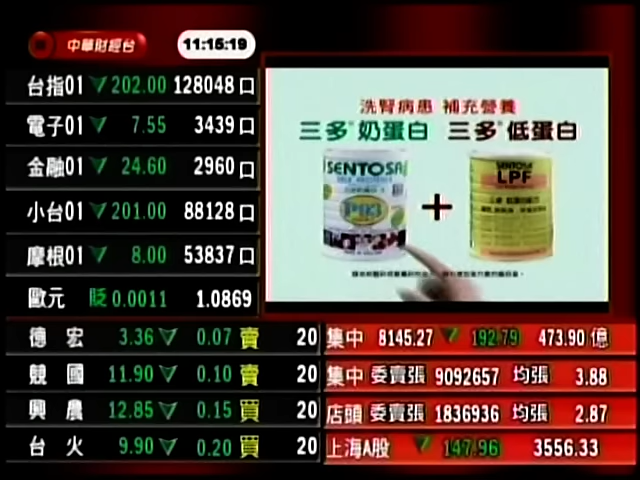 中華財經台 11:15:19
台指01 ▼ 202.00 128048口
電子01 ▼ 7.55 3439口
金融01 ▼ 24.60 2960口
小台01 ▼ 201.00 88128口
摩根01 ▼ 8.00 53837口
歐元 貶 0.0011 1.0869
洗腎病患 補充營養
三多®奶蛋白 三多®低蛋白
SENTOSA
P93
+
SENTOSA
LPF
德宏 3.36 ▽ 0.07 賣 20
競國 11.90 ▽ 0.10 賣 20
興農 12.85 ▽ 0.15 買 20
台火 9.90 ▽ 0.20 買 20
集中 8145.27 ▼ 192.79 473.90億
集中 委賣張 9092657 均張 3.88
店頭 委賣張 1836936 均張 2.87
上海A股 ▼ 147.96 3556.33